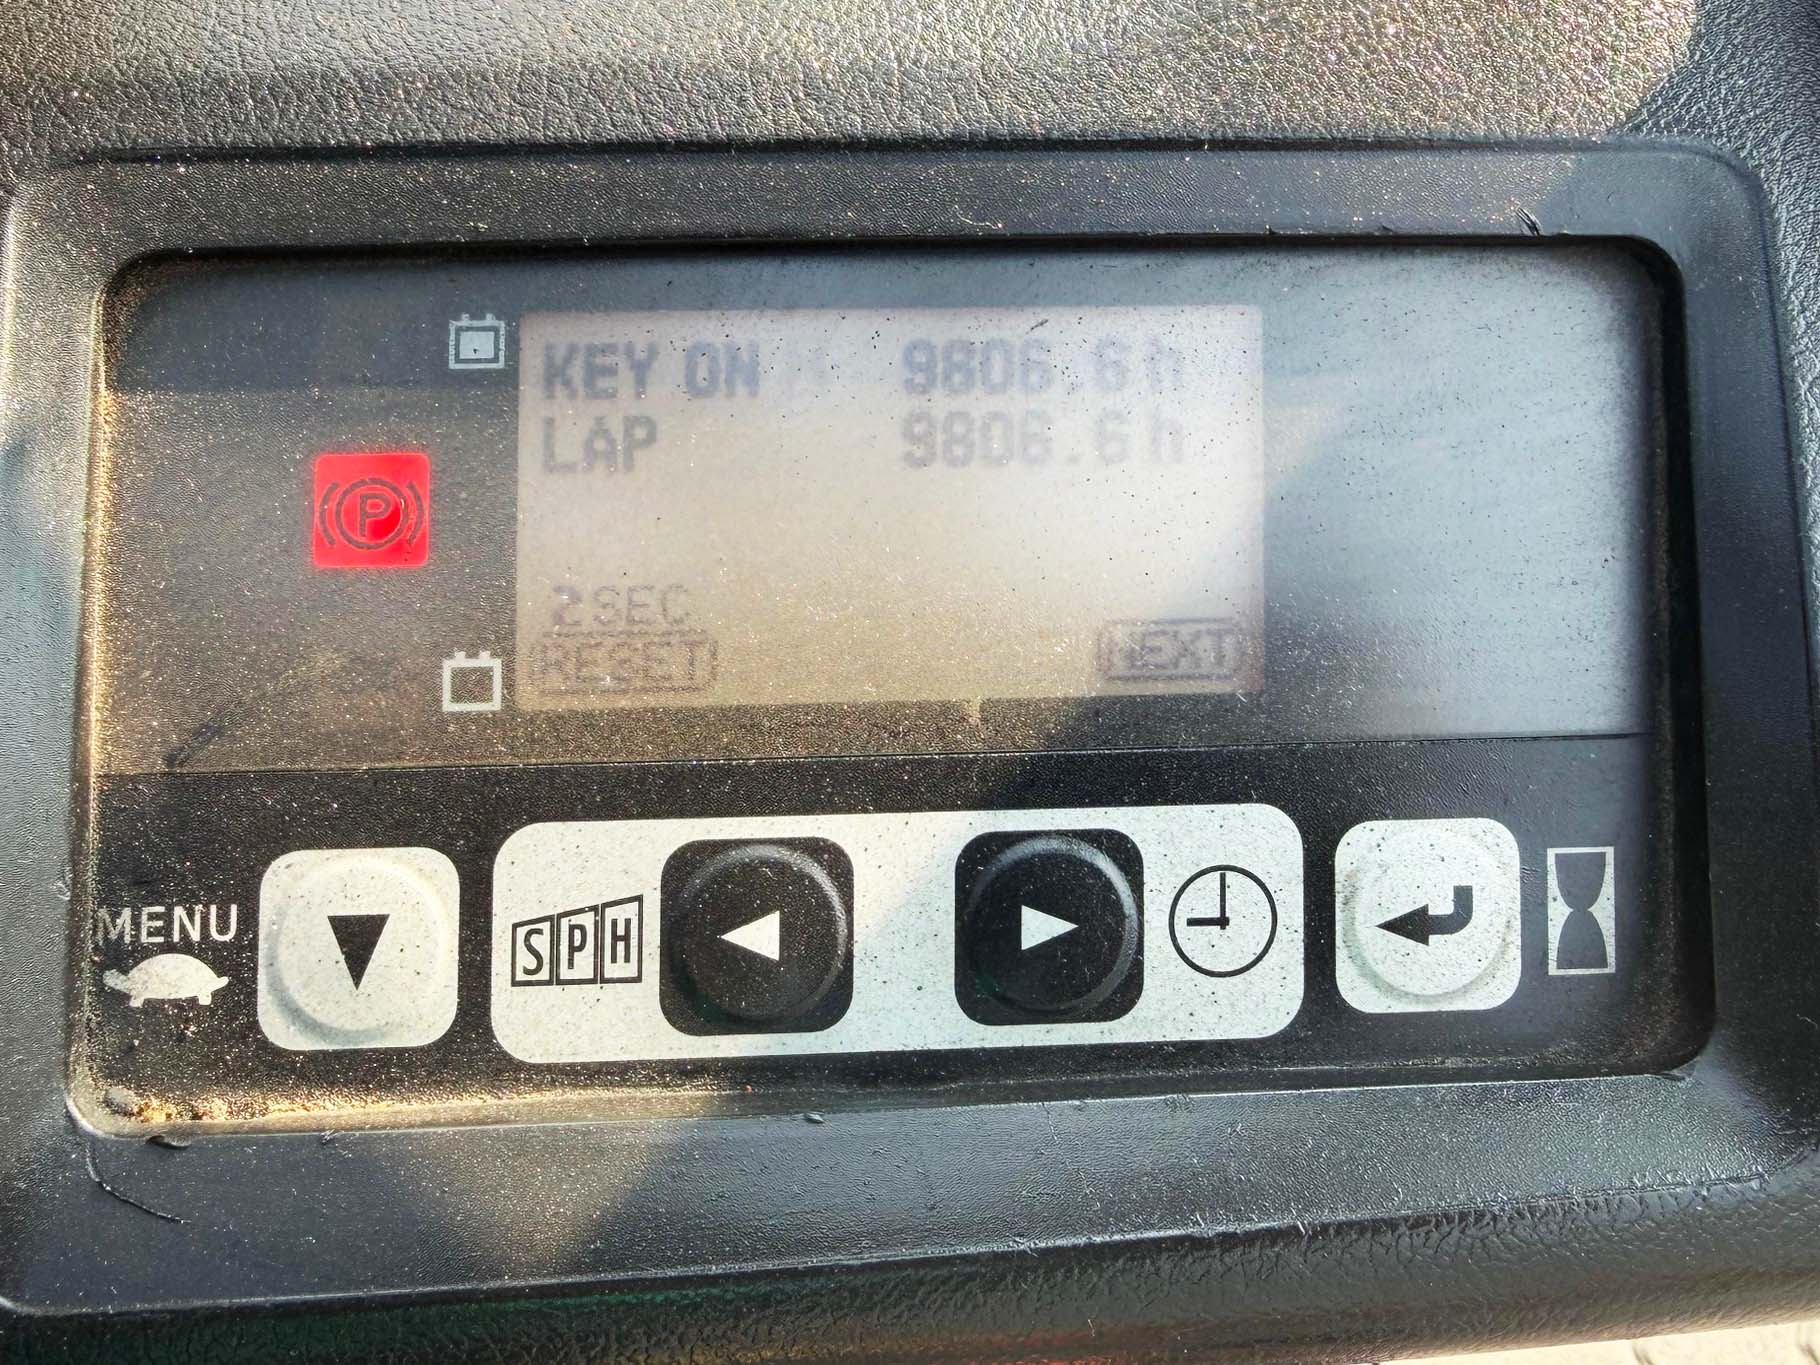 KEY ON 9806.6h
LAP 9806.6h
2SEC
RESET NEXT
P
MENU SPH